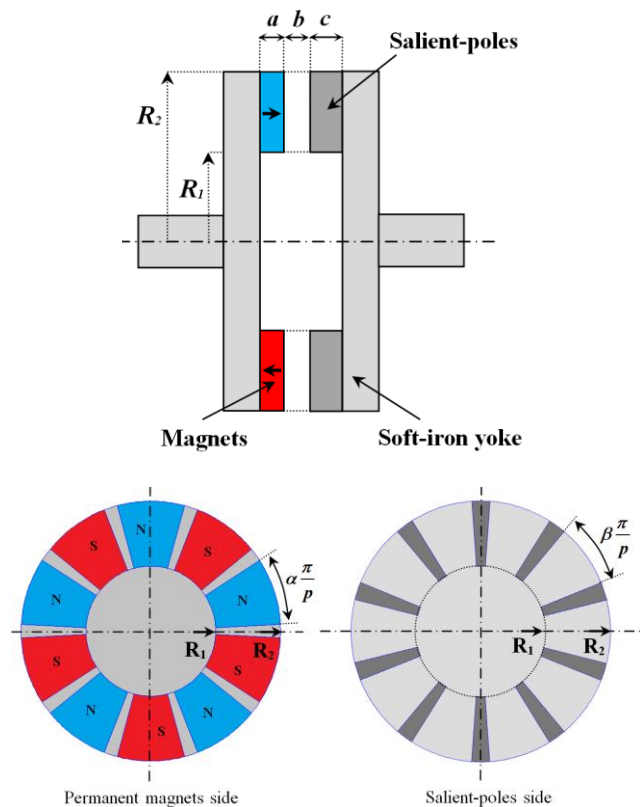 a b c
Salient-poles
R₂
R₁
Magnets
Soft-iron yoke
N
S S
α π/p
N N
R₁ R₂
S S
N N
S
Permanent magnets side
β π/p
R₁ R₂
Salient-poles side